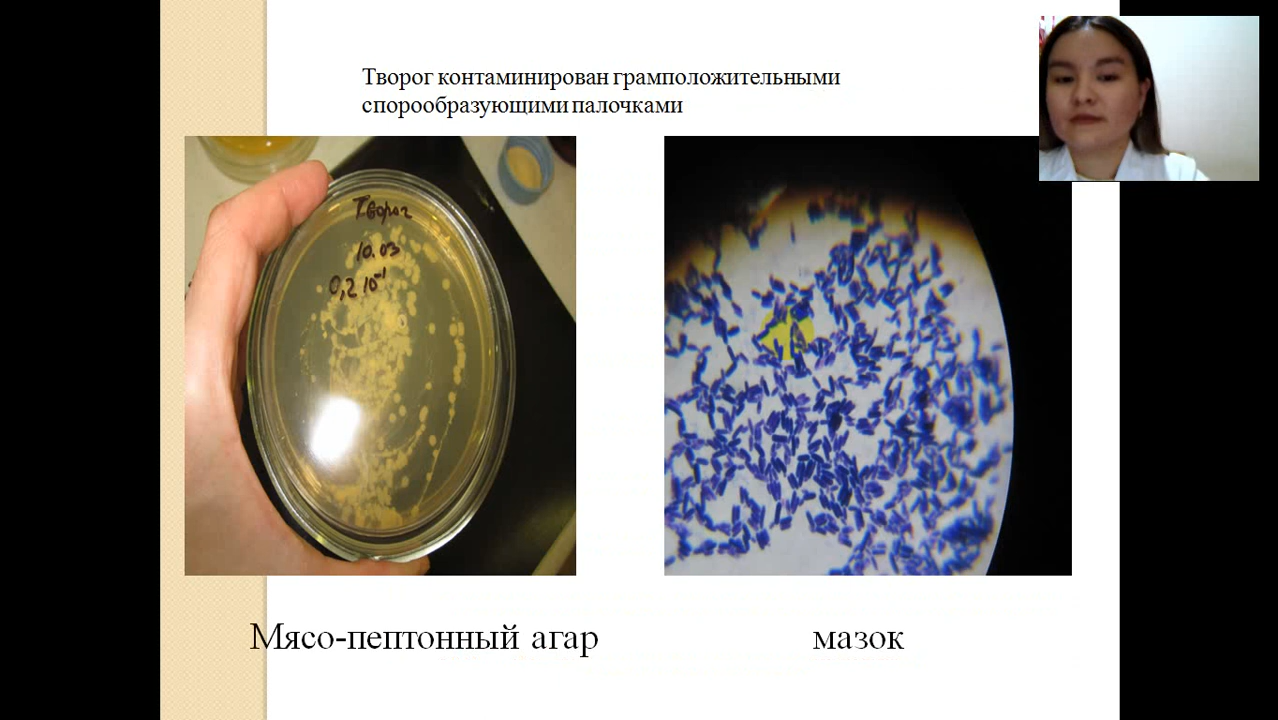 Творог контаминирован грамположительными
спорообразующими палочками
Творог
10.03
0,2 10⁻¹
Мясо-пептонный агар
мазок